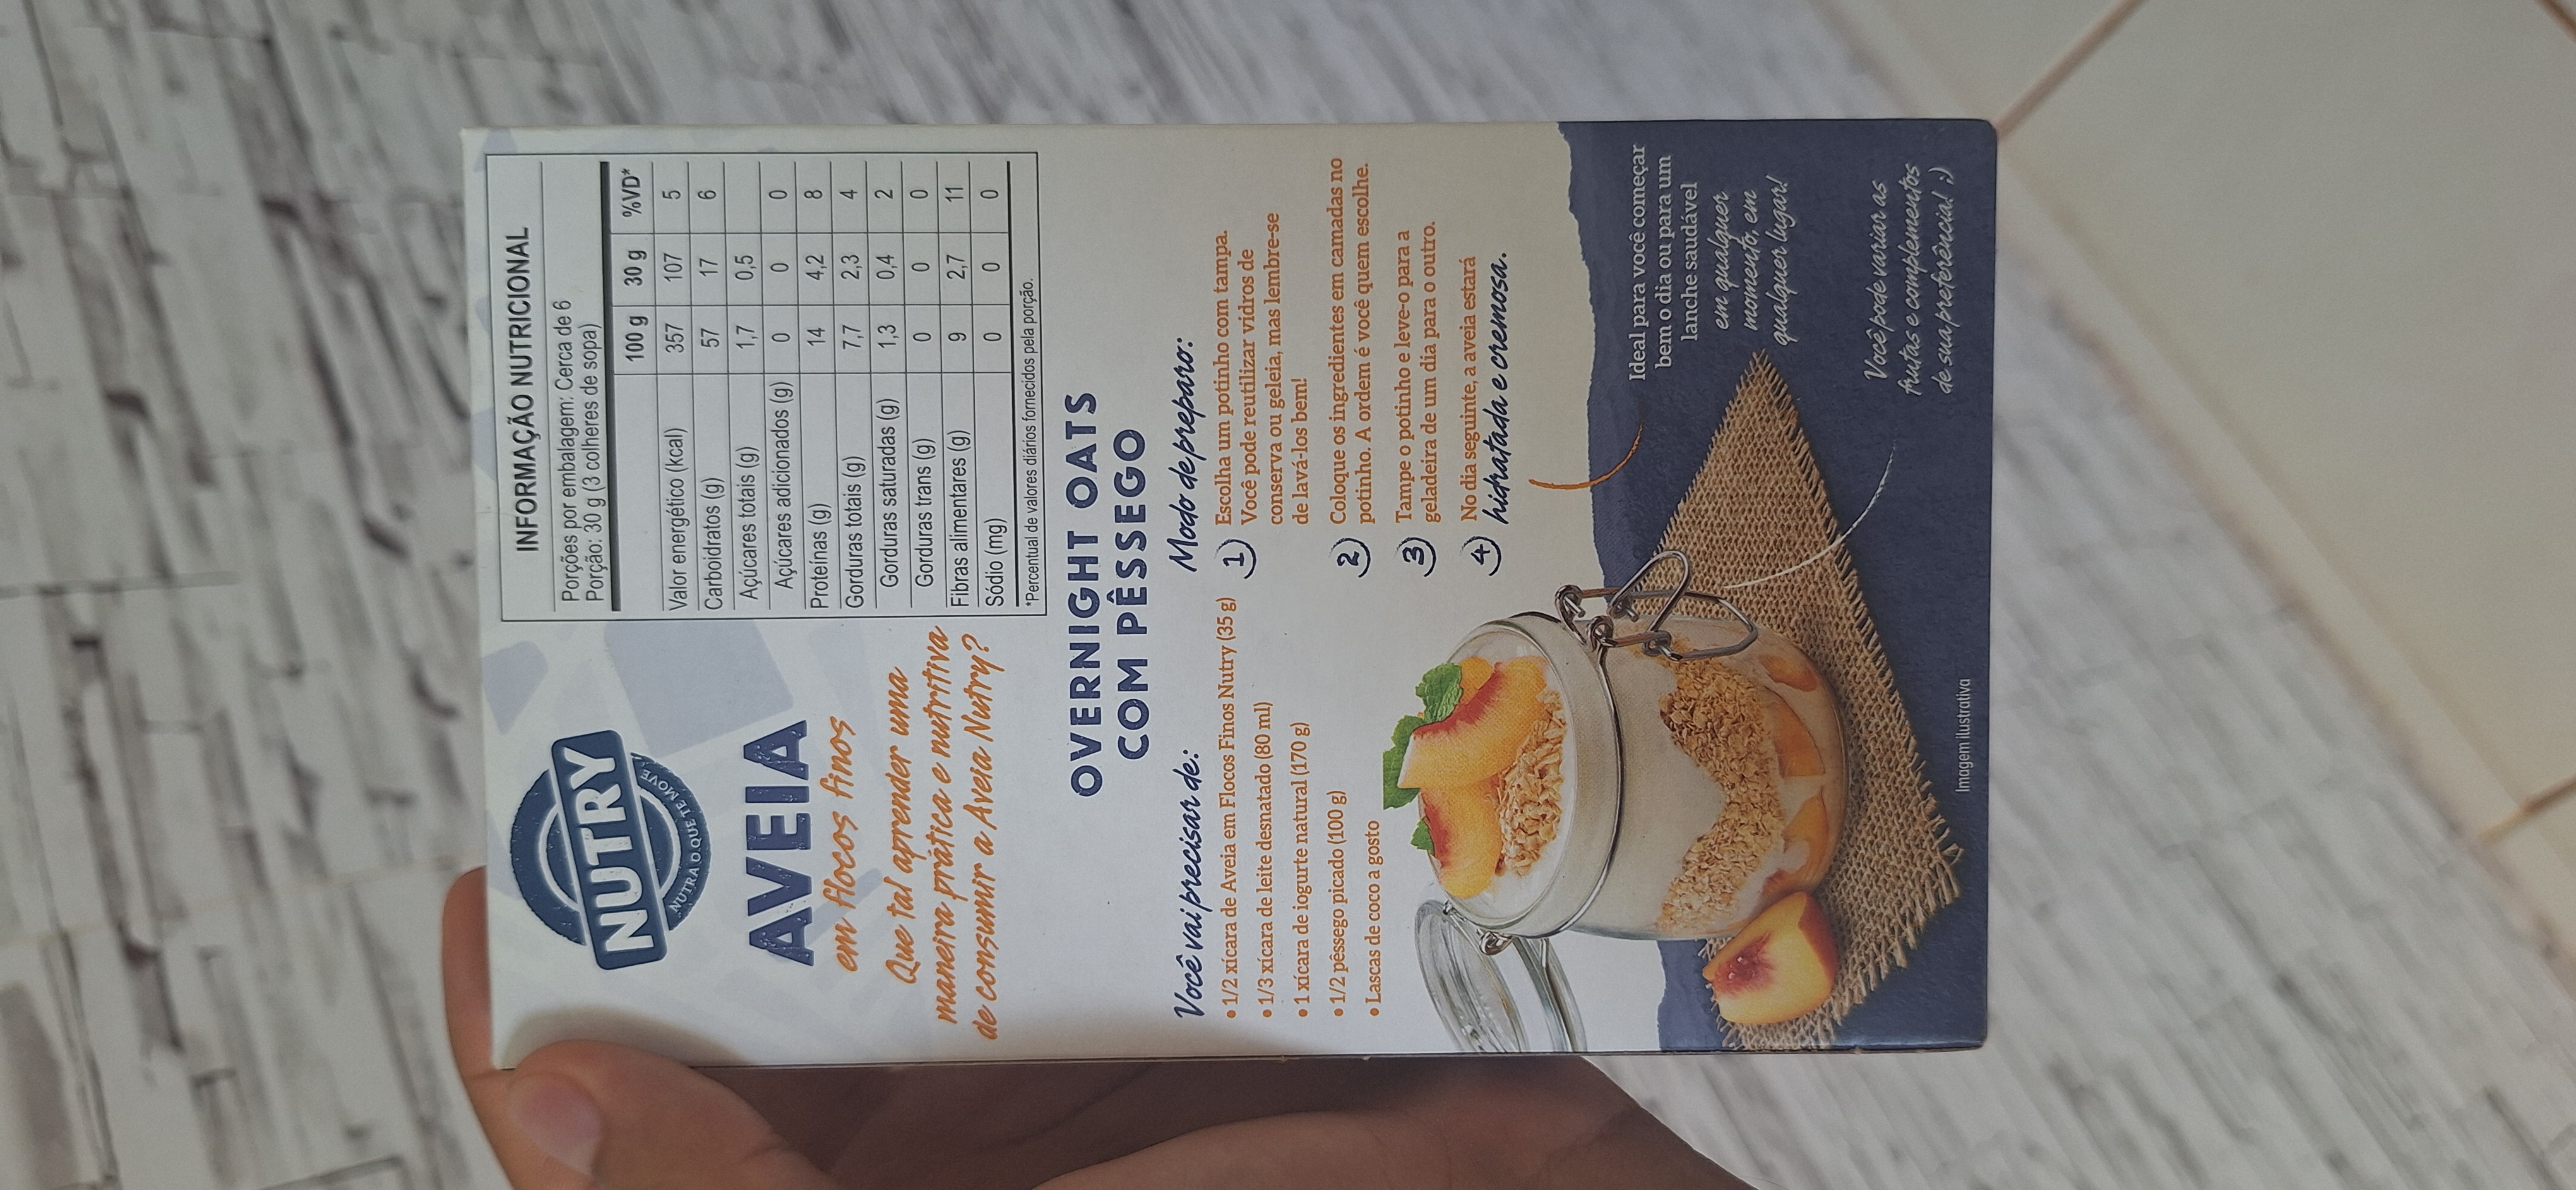 NUTRY
NUTRA O QUE TE MOVE
AVEIA
em flocos finos
Que tal aprender uma
maneira prática e nutritiva
de consumir a Aveia Nutry?
INFORMAÇÃO NUTRICIONAL
Porções por embalagem: Cerca de 6
Porção: 30 g (3 colheres de sopa)
100 g 30 g %VD*
Valor energético (kcal) 357 107 5
Carboidratos (g) 57 17 6
Açúcares totais (g) 1,7 0,5
Açúcares adicionados (g) 0 0 0
Proteínas (g) 14 4,2 8
Gorduras totais (g) 7,7 2,3 4
Gorduras saturadas (g) 1,3 0,4 2
Gorduras trans (g) 0 0 0
Fibras alimentares (g) 9 2,7 11
Sódio (mg) 0 0 0
*Percentual de valores diários fornecidos pela porção.
OVERNIGHT OATS
COM PÊSSEGO
Você vai precisar de:
• 1/2 xícara de Aveia em Flocos Finos Nutry (35 g)
• 1/3 xícara de leite desnatado (80 ml)
• 1 xícara de iogurte natural (170 g)
• 1/2 pêssego picado (100 g)
• Lascas de coco a gosto
Modo de preparo:
1 Escolha um potinho com tampa.
Você pode reutilizar vidros de
conserva ou geleia, mas lembre-se
de lavá-los bem!
2 Coloque os ingredientes em camadas no
potinho. A ordem é você quem escolhe.
3 Tampe o potinho e leve-o para a
geladeira de um dia para o outro.
4 No dia seguinte, a aveia estará
hidratada e cremosa.
Ideal para você começar
bem o dia ou para um
lanche saudável
em qualquer
momento, em
qualquer lugar!
Você pode variar as
frutas e complementos
de sua preferência! ;)
Imagem ilustrativa